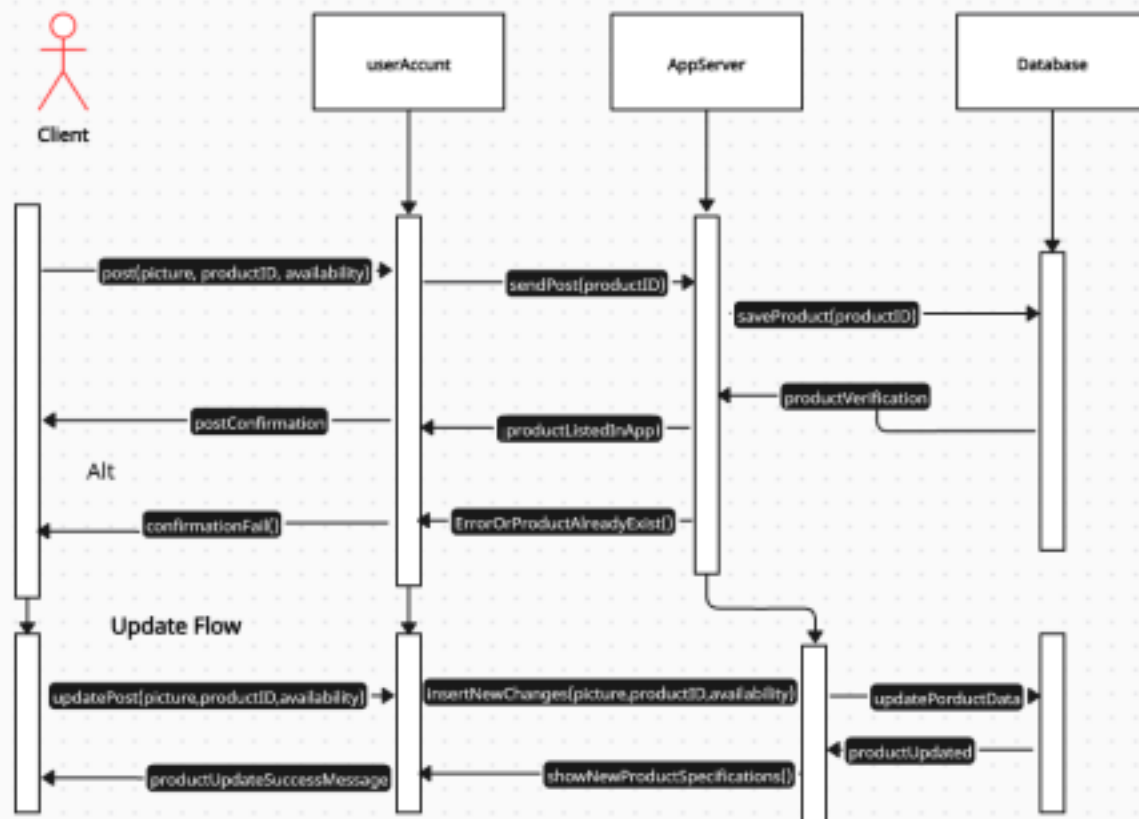 Client
userAccunt
AppServer
Database
post(picture, productID, availability)
sendPost(productID)
saveProduct(productID)
productVerification
productListedInApp)
postConfirmation
Alt
ErrorOrProductAlreadyExist()
confirmationFail()
Update Flow
updatePost(picture,productID,availability)
insertNewChanges(picture,productID,availability)
updatePorductData
productUpdated
showNewProductSpecifications()
productUpdateSuccessMessage